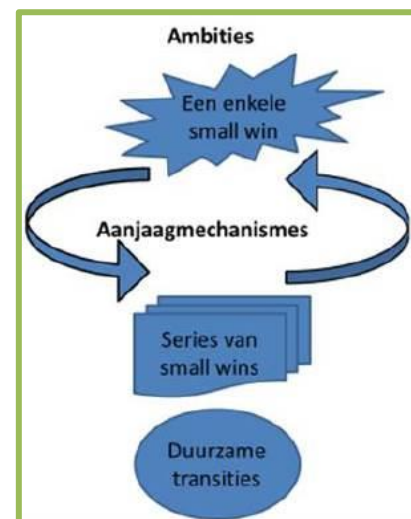 Ambities
Een enkele
small win
Aanjaagmechanismes
Series van
small wins
Duurzame
transities